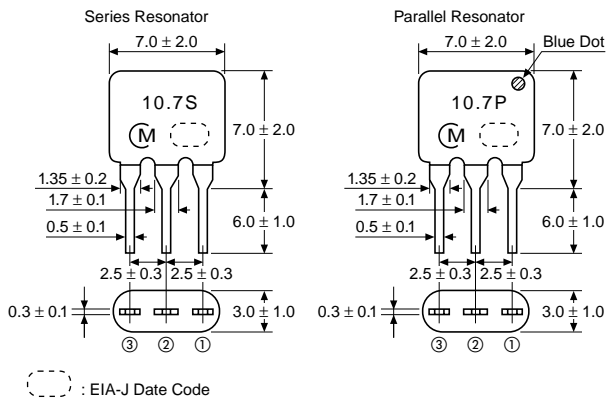 Series Resonator
7.0 ± 2.0
10.7S
M
7.0 ± 2.0
1.35 ± 0.2
1.7 ± 0.1
0.5 ± 0.1
6.0 ± 1.0
2.5 ± 0.3 2.5 ± 0.3
0.3 ± 0.1
3.0 ± 1.0
③ ② ①
Parallel Resonator
7.0 ± 2.0
Blue Dot
10.7P
M
7.0 ± 2.0
1.35 ± 0.2
1.7 ± 0.1
0.5 ± 0.1
6.0 ± 1.0
2.5 ± 0.3 2.5 ± 0.3
0.3 ± 0.1
3.0 ± 1.0
③ ② ①
: EIA-J Date Code